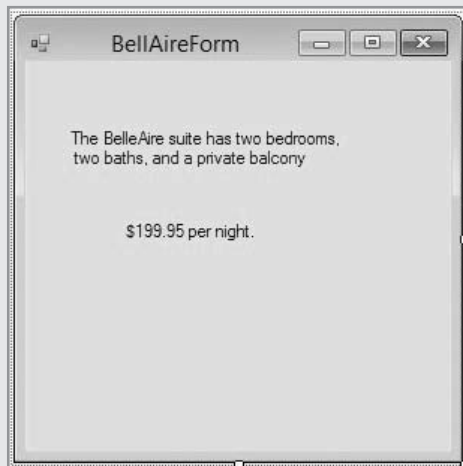 BellAireForm
The BelleAire suite has two bedrooms,
two baths, and a private balcony
$199.95 per night.